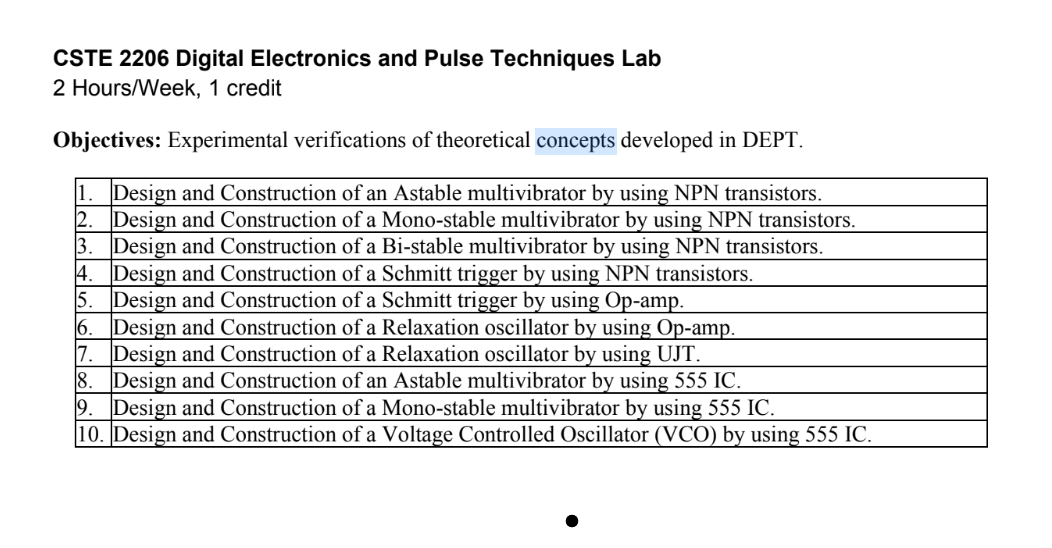 CSTE 2206 Digital Electronics and Pulse Techniques Lab
2 Hours/Week, 1 credit
Objectives: Experimental verifications of theoretical concepts developed in DEPT.
1. Design and Construction of an Astable multivibrator by using NPN transistors.
2. Design and Construction of a Mono-stable multivibrator by using NPN transistors.
3. Design and Construction of a Bi-stable multivibrator by using NPN transistors.
4. Design and Construction of a Schmitt trigger by using NPN transistors.
5. Design and Construction of a Schmitt trigger by using Op-amp.
6. Design and Construction of a Relaxation oscillator by using Op-amp.
7. Design and Construction of a Relaxation oscillator by using UJT.
8. Design and Construction of an Astable multivibrator by using 555 IC.
9. Design and Construction of a Mono-stable multivibrator by using 555 IC.
10. Design and Construction of a Voltage Controlled Oscillator (VCO) by using 555 IC.